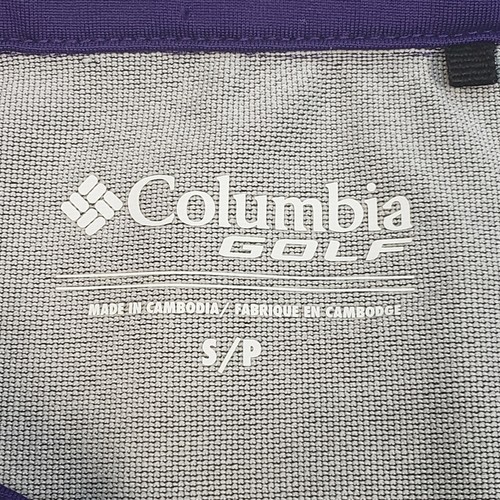 Columbia
GOLF
MADE IN CAMBODIA / FABRIQUE EN CAMBODGE
S/P